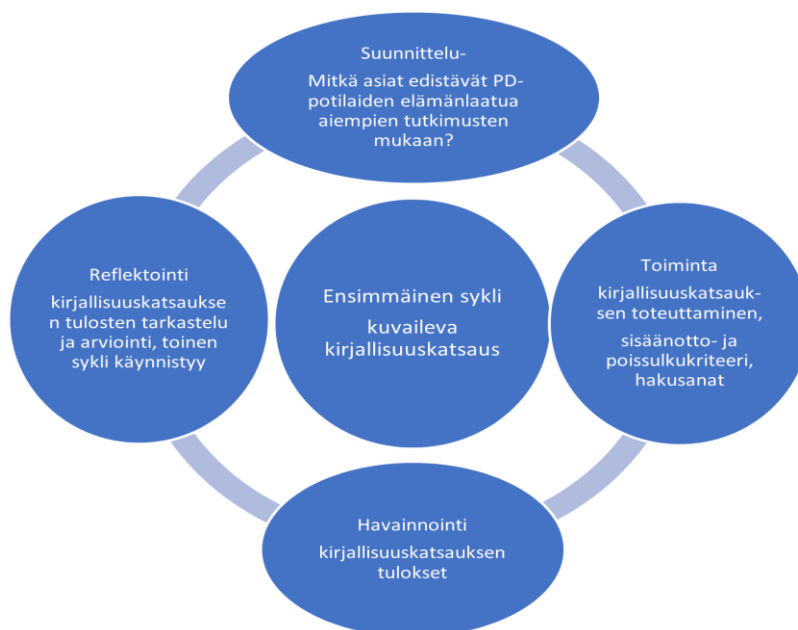 Suunnittelu-
Mitkä asiat edistävät PD-
potilaiden elämänlaatua
aiempien tutkimusten
mukaan?
Reflektointi
kirjallisuuskatsaukse
n tulosten tarkastelu
ja arviointi, toinen
sykli käynnistyy
Ensimmäinen sykli
kuvaileva
kirjallisuuskatsaus
Toiminta
kirjallisuuskatsauk-
sen toteuttaminen,
sisäänotto- ja
poissulkukriteeri,
hakusanat
Havainnointi
kirjallisuuskatsauksen
tulokset